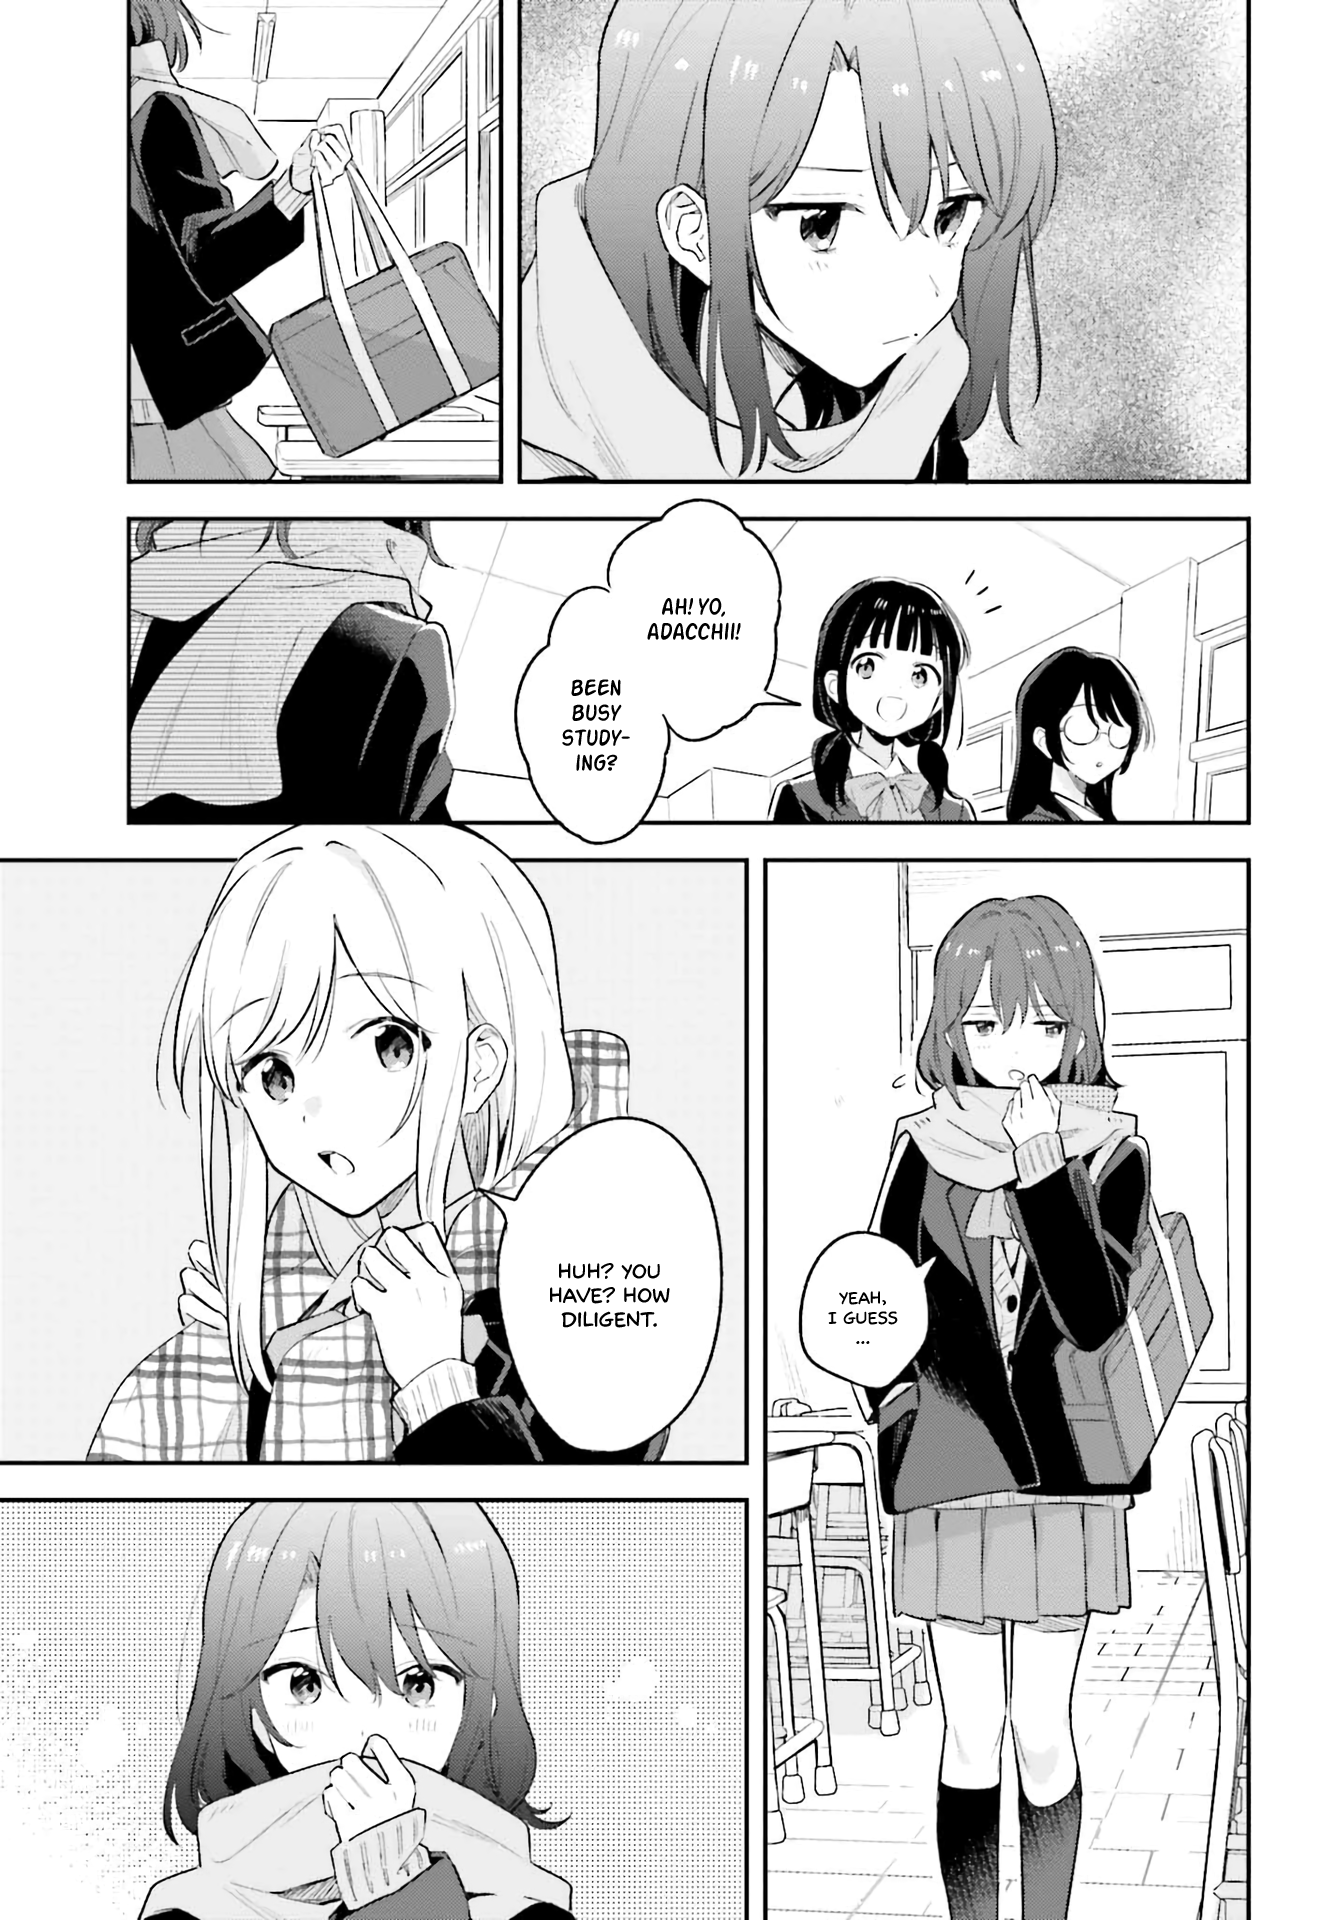 AH! YO,
ADACCHII!
BEEN
BUSY
STUDY-
ING?
YEAH,
I GUESS
...
HUH? YOU
HAVE? HOW
DILIGENT.